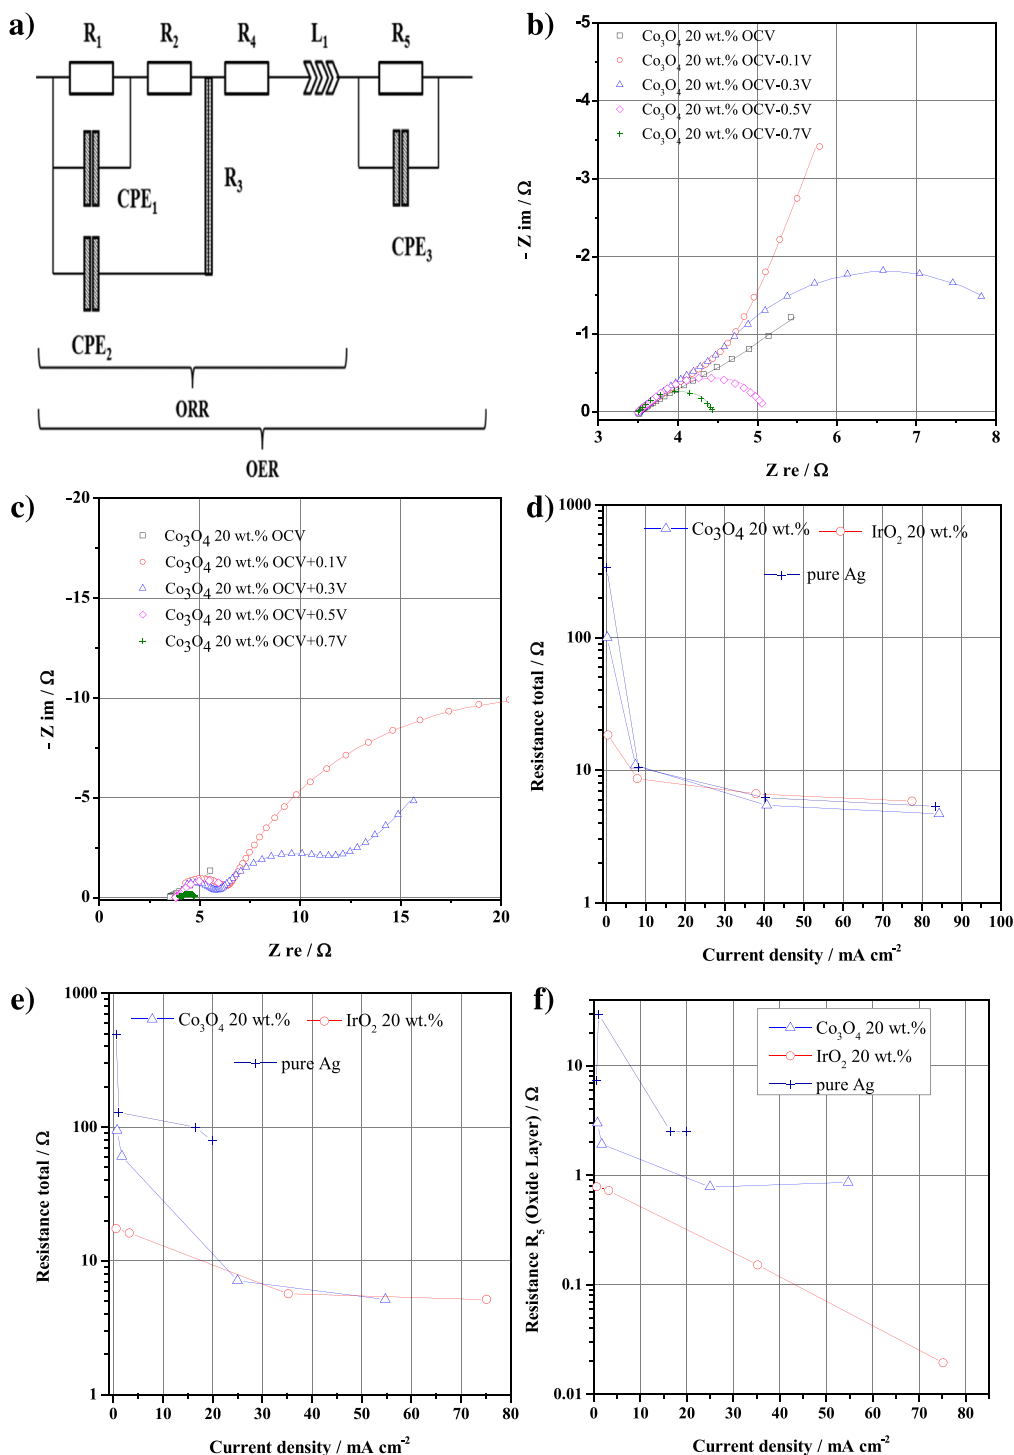 a)
R1 R2 R4 L1 R5
CPE1
R3
CPE3
CPE2
ORR
OER
b)
-5
-4
-3
-2
-1
0
- Z im / Ω
Co3O4 20 wt.% OCV
Co3O4 20 wt.% OCV-0.1V
Co3O4 20 wt.% OCV-0.3V
Co3O4 20 wt.% OCV-0.5V
Co3O4 20 wt.% OCV-0.7V
3 4 5 6 7 8
Z re / Ω
c)
-20
-15
-10
-5
0
- Z im / Ω
Co3O4 20 wt.% OCV
Co3O4 20 wt.% OCV+0.1V
Co3O4 20 wt.% OCV+0.3V
Co3O4 20 wt.% OCV+0.5V
Co3O4 20 wt.% OCV+0.7V
0 5 10 15 20
Z re / Ω
d)
1000
100
10
1
Resistance total / Ω
Co3O4 20 wt.% IrO2 20 wt.%
pure Ag
0 10 20 30 40 50 60 70 80 90 100
Current density / mA cm-2
e)
1000
100
10
1
Resistance total / Ω
Co3O4 20 wt.% IrO2 20 wt.%
pure Ag
0 10 20 30 40 50 60 70 80
Current density / mA cm-2
f)
10
1
0.1
0.01
Resistance R5 (Oxide Layer) / Ω
Co3O4 20 wt.%
IrO2 20 wt.%
pure Ag
0 10 20 30 40 50 60 70 80
Current density / mA cm-2